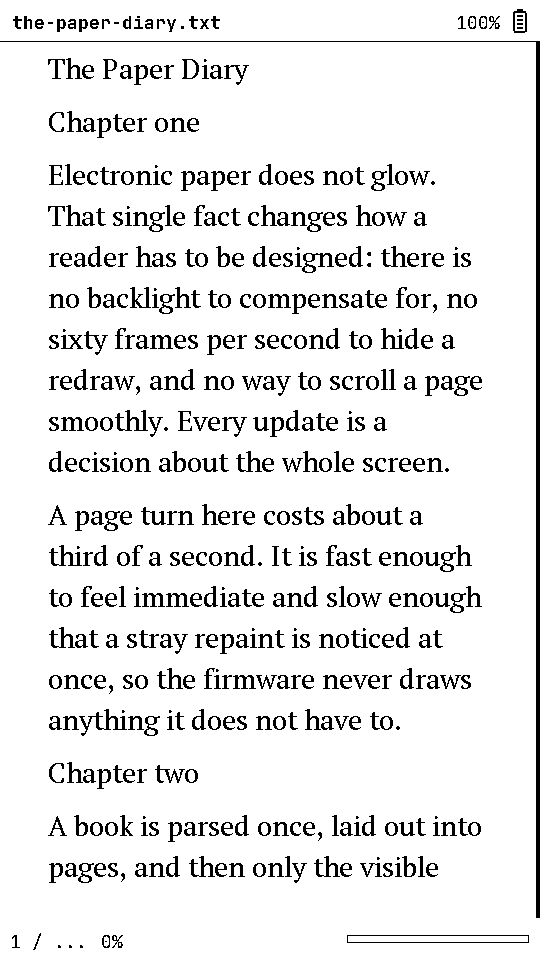 the-paper-diary.txt 100%
The Paper Diary
Chapter one
Electronic paper does not glow.
That single fact changes how a
reader has to be designed: there is
no backlight to compensate for, no
sixty frames per second to hide a
redraw, and no way to scroll a page
smoothly. Every update is a
decision about the whole screen.
A page turn here costs about a
third of a second. It is fast enough
to feel immediate and slow enough
that a stray repaint is noticed at
once, so the firmware never draws
anything it does not have to.
Chapter two
A book is parsed once, laid out into
pages, and then only the visible
1 / ... 0%